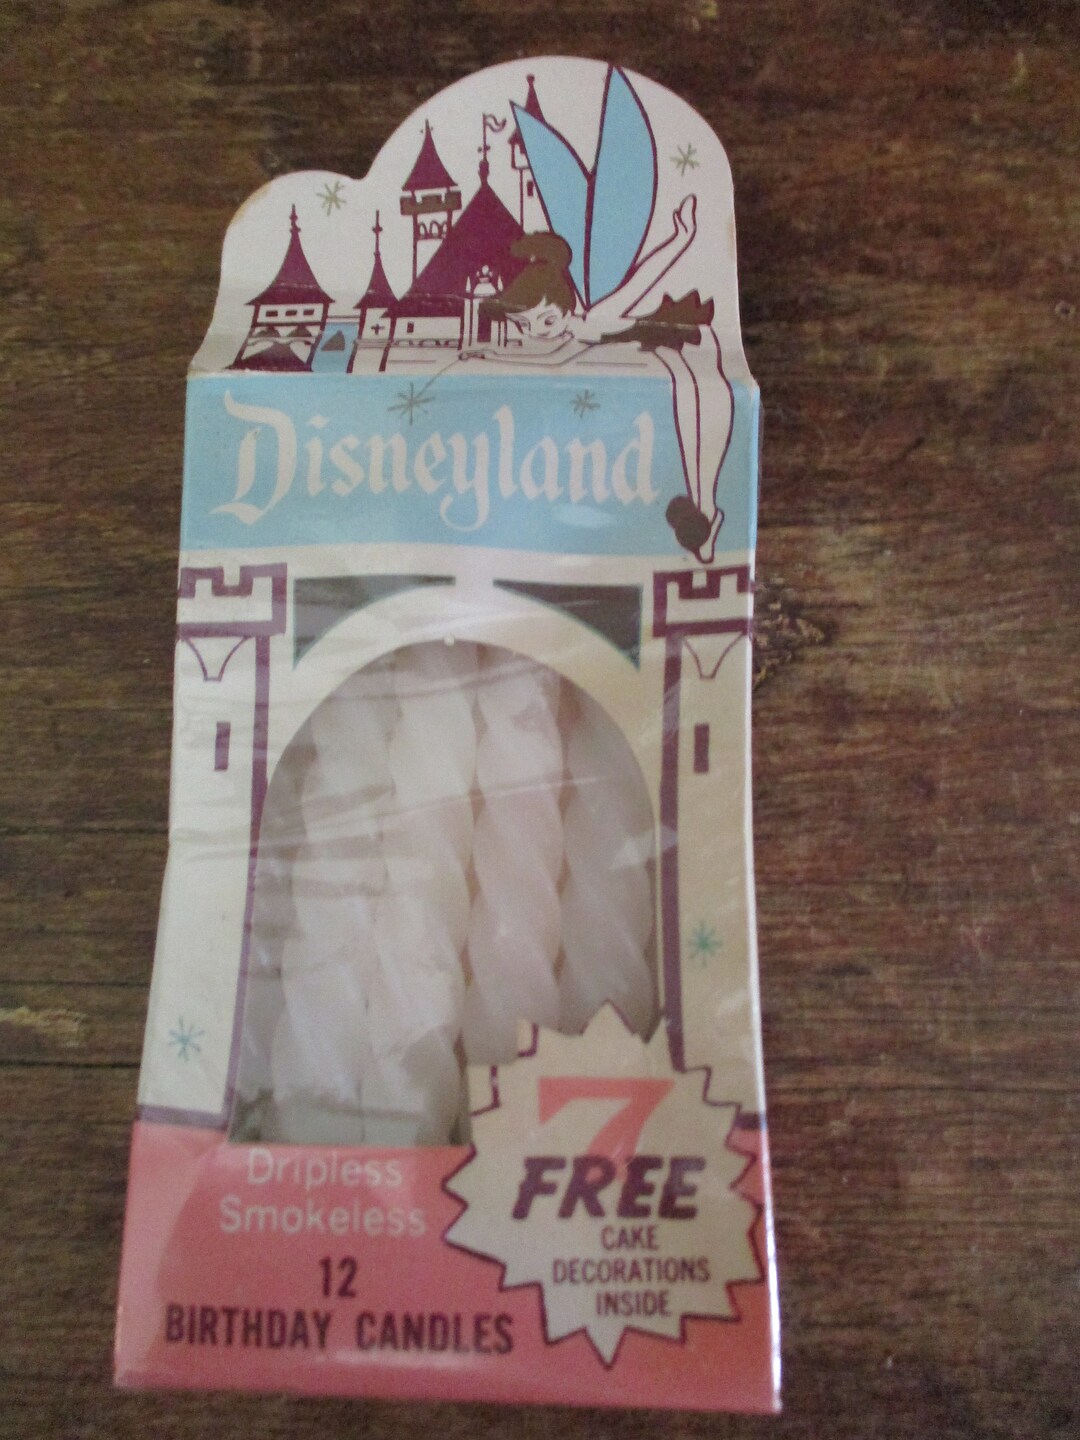 Disneyland
Dripless
Smokeless
12
BIRTHDAY CANDLES
7
FREE
CAKE
DECORATIONS
INSIDE